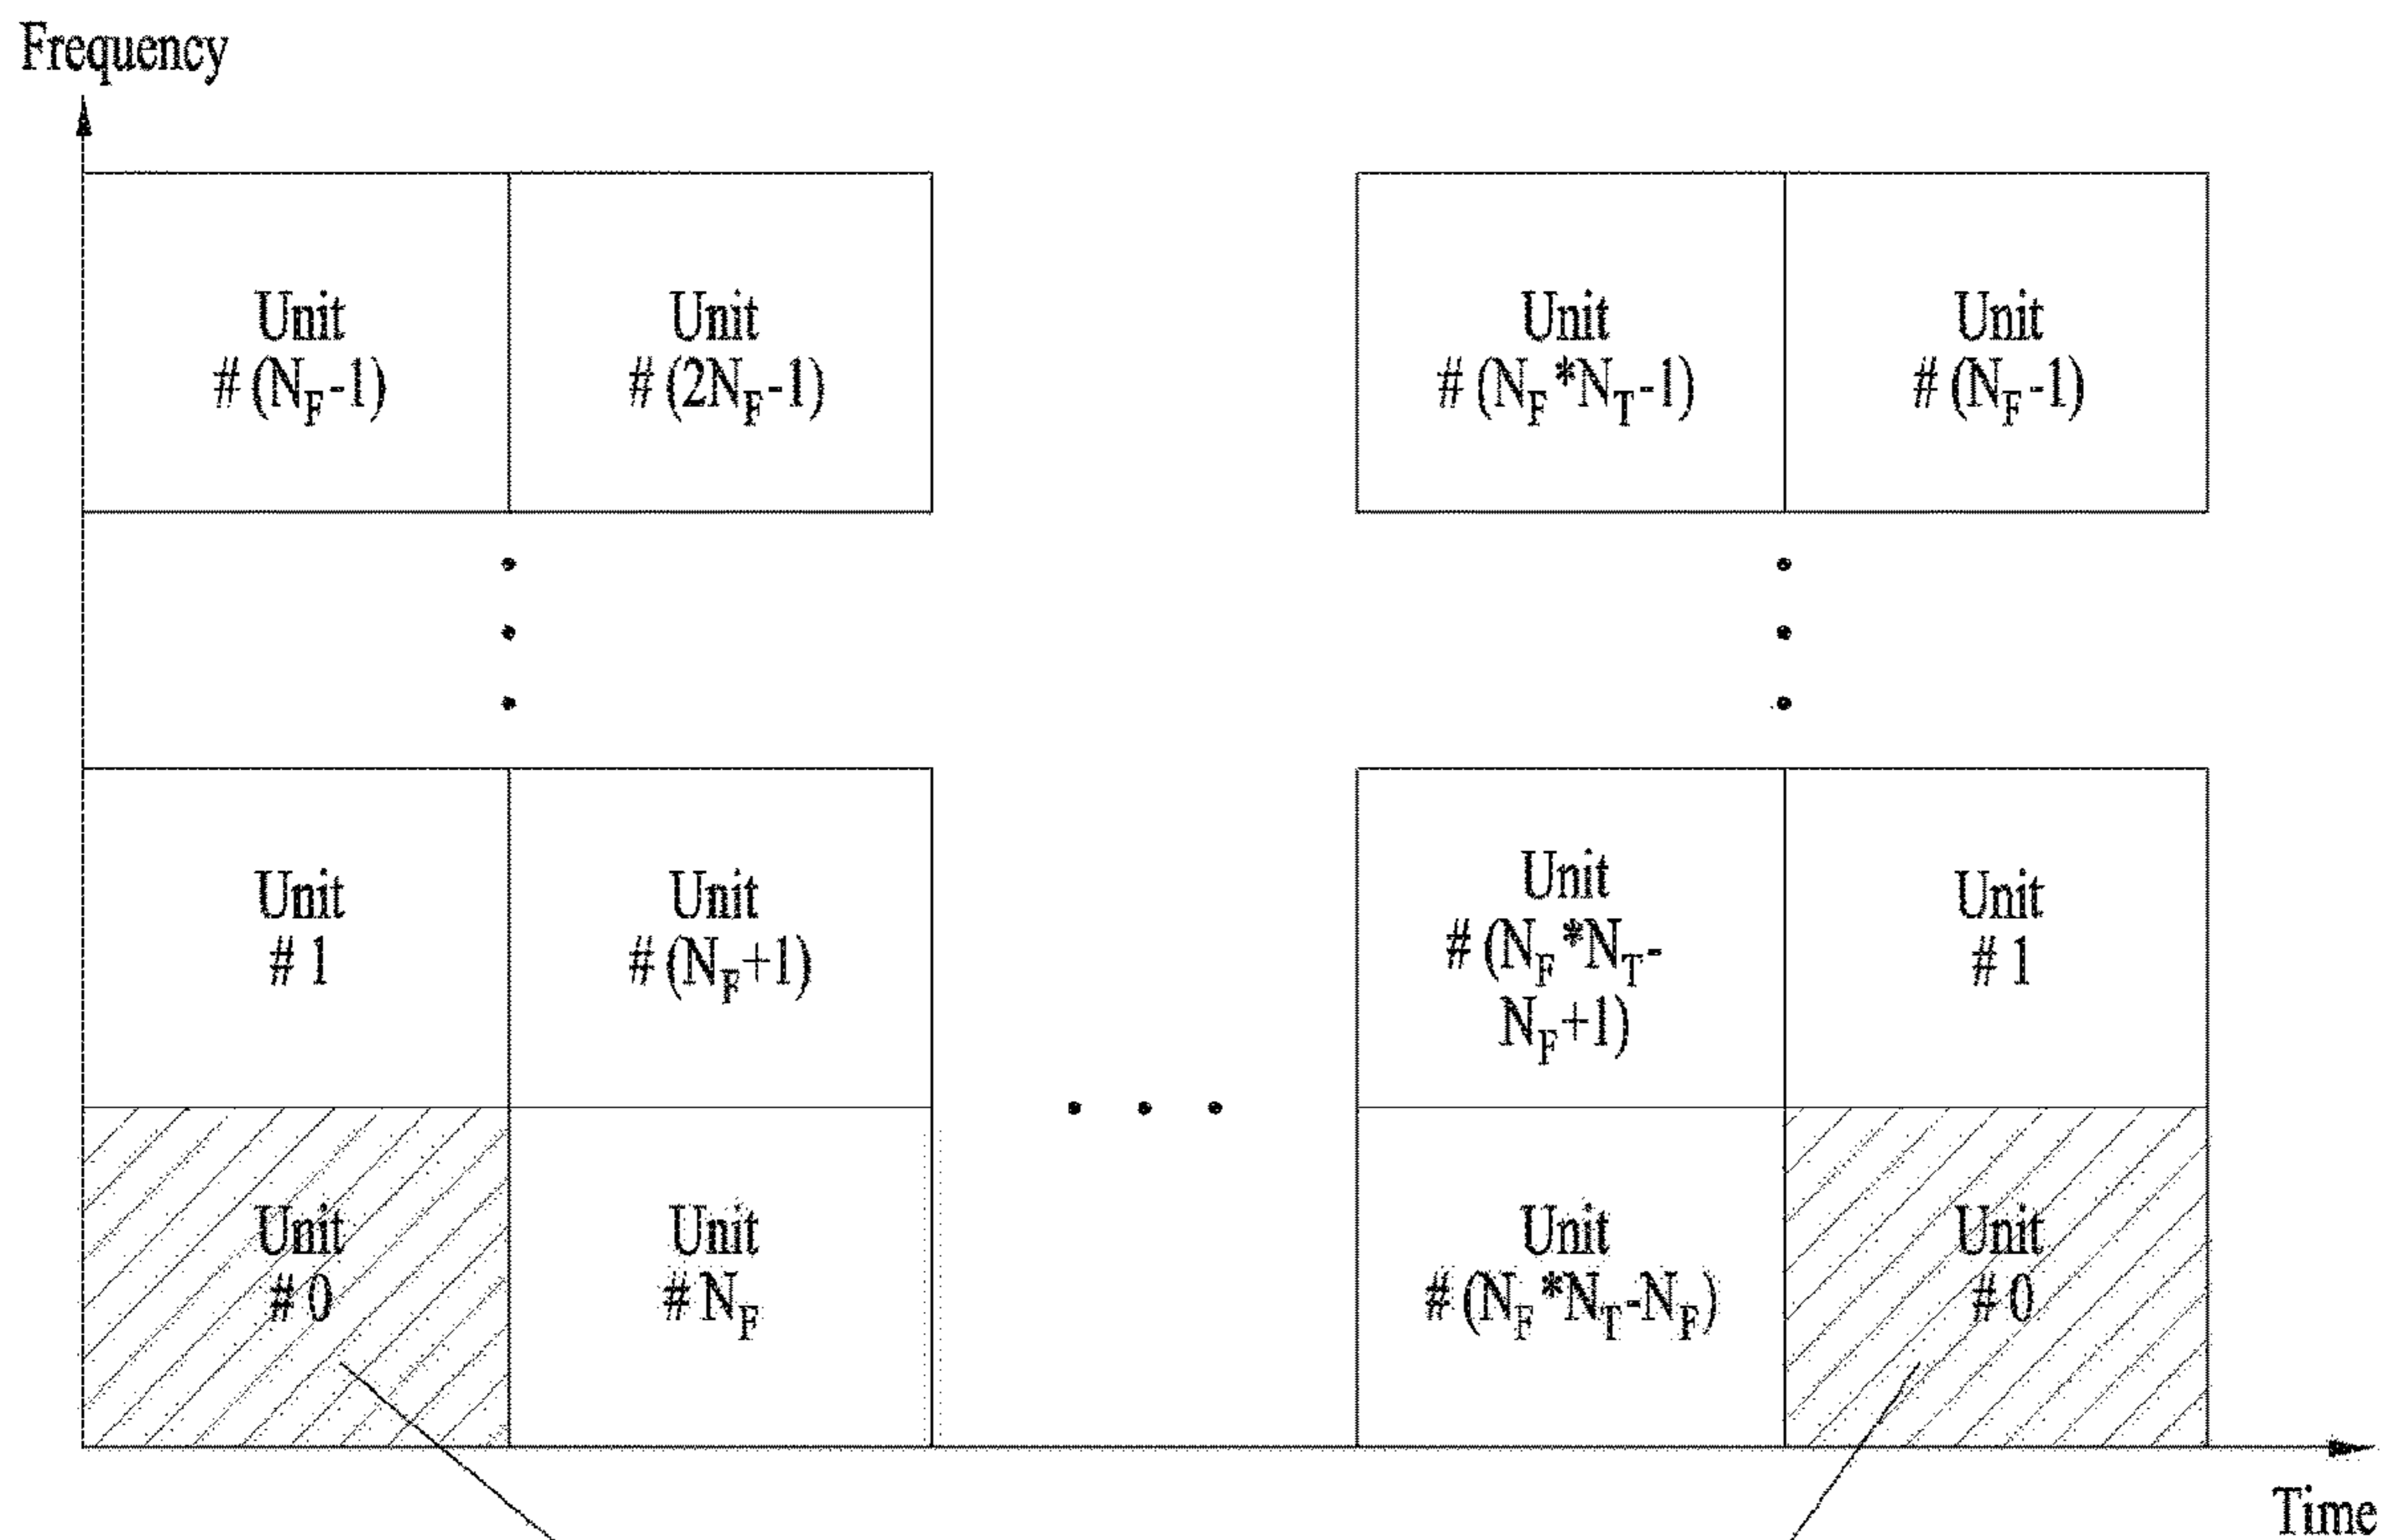 Frequency
Unit
# (N_F-1)
Unit
# (2N_F-1)
Unit
# (N_F*N_T-1)
Unit
# (N_F-1)
Unit
# 1
Unit
# (N_F+1)
Unit
# (N_F*N_T-
N_F+1)
Unit
# 1
Unit
# 0
Unit
# N_F
Unit
# (N_F*N_T-N_F)
Unit
# 0
Time